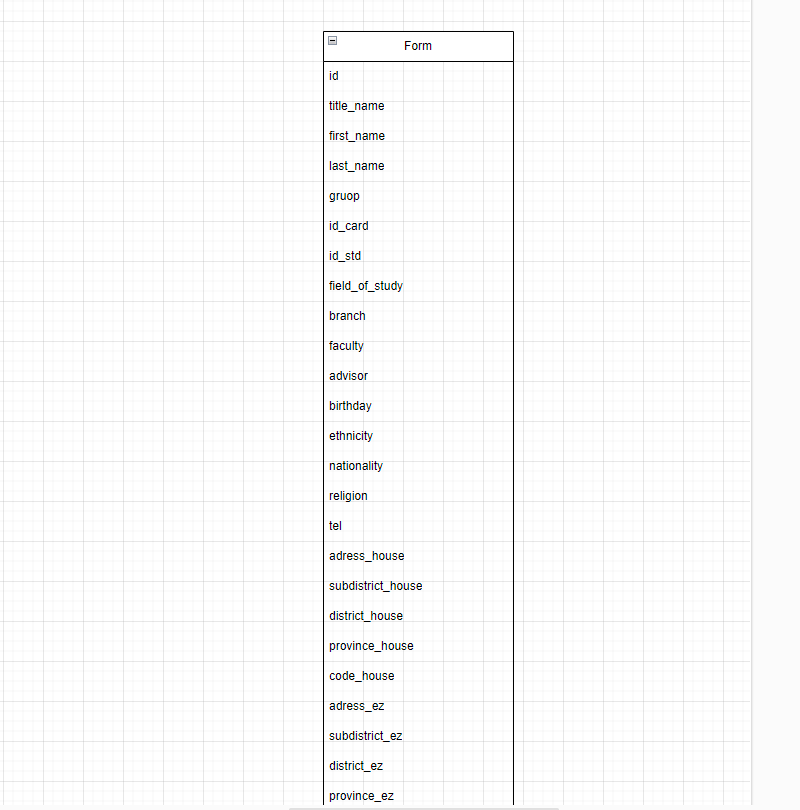 Form
id
title_name
first_name
last_name
gruop
id_card
id_std
field_of_study
branch
faculty
advisor
birthday
ethnicity
nationality
religion
tel
adress_house
subdistrict_house
district_house
province_house
code_house
adress_ez
subdistrict_ez
district_ez
province_ez